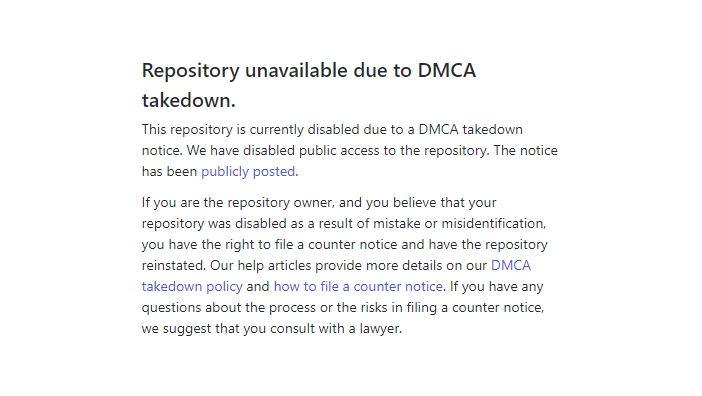 Repository unavailable due to DMCA
takedown.
This repository is currently disabled due to a DMCA takedown
notice. We have disabled public access to the repository. The notice
has been publicly posted.
If you are the repository owner, and you believe that your
repository was disabled as a result of mistake or misidentification,
you have the right to file a counter notice and have the repository
reinstated. Our help articles provide more details on our DMCA
takedown policy and how to file a counter notice. If you have any
questions about the process or the risks in filing a counter notice,
we suggest that you consult with a lawyer.